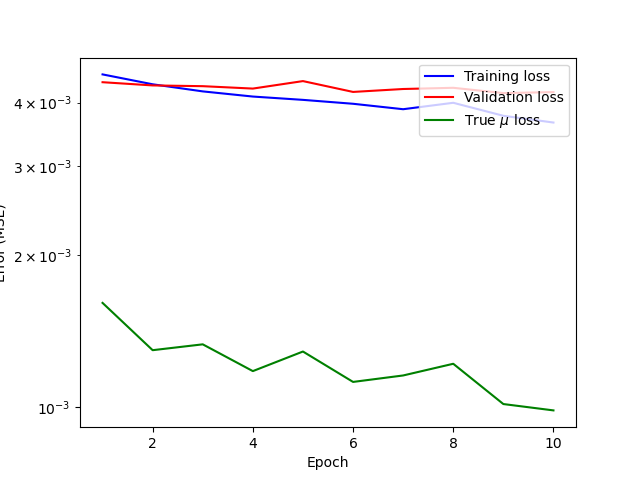 Training loss
Validation loss
True μ loss
4 × 10⁻³
3 × 10⁻³
2 × 10⁻³
10⁻³
Error (MSE)
2 4 6 8 10
Epoch